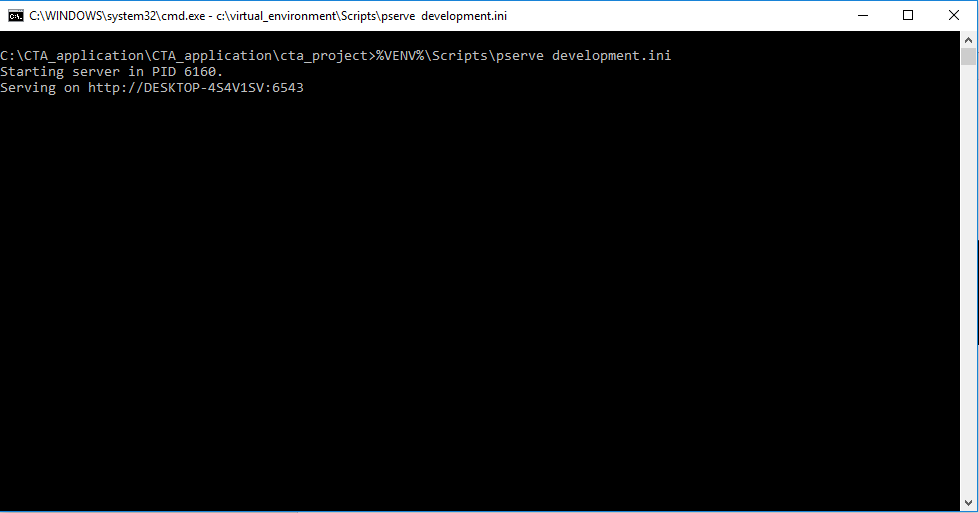 C:\WINDOWS\system32\cmd.exe - c:\virtual_environment\Scripts\pserve  development.ini
C:\CTA_application\CTA_application\cta_project>%VENV%\Scripts\pserve development.ini
Starting server in PID 6160.
Serving on http://DESKTOP-4S4V1SV:6543